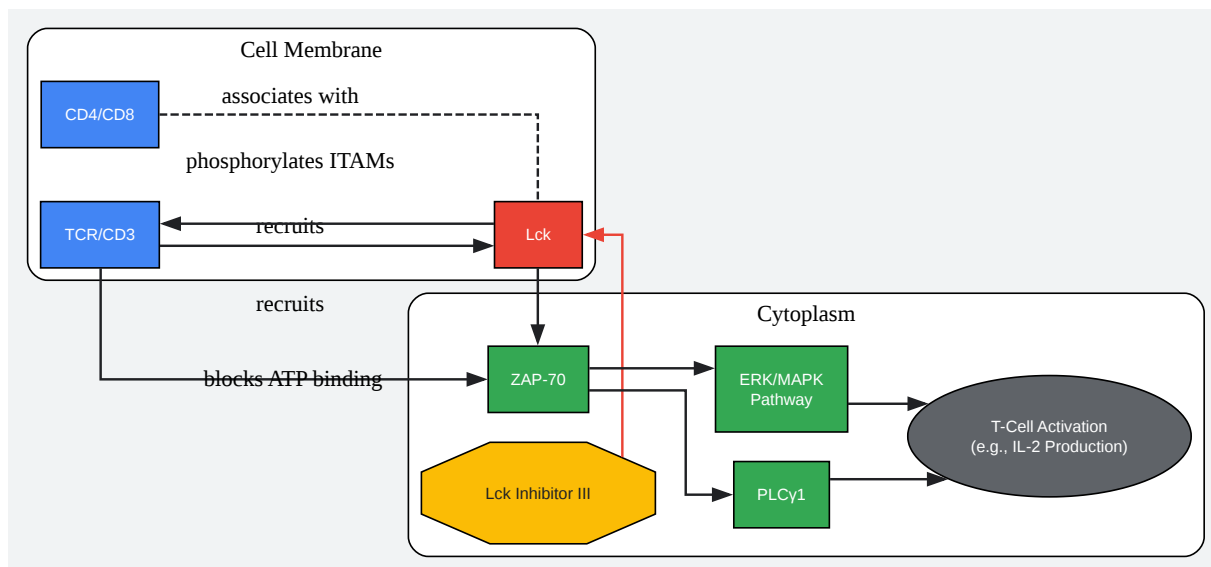 Cell Membrane
associates with
CD4/CD8
phosphorylates ITAMs
recruits
TCR/CD3
Lck
recruits
Cytoplasm
blocks ATP binding
ZAP-70
ERK/MAPK
Pathway
T-Cell Activation
(e.g., IL-2 Production)
Lck Inhibitor III
PLCγ1